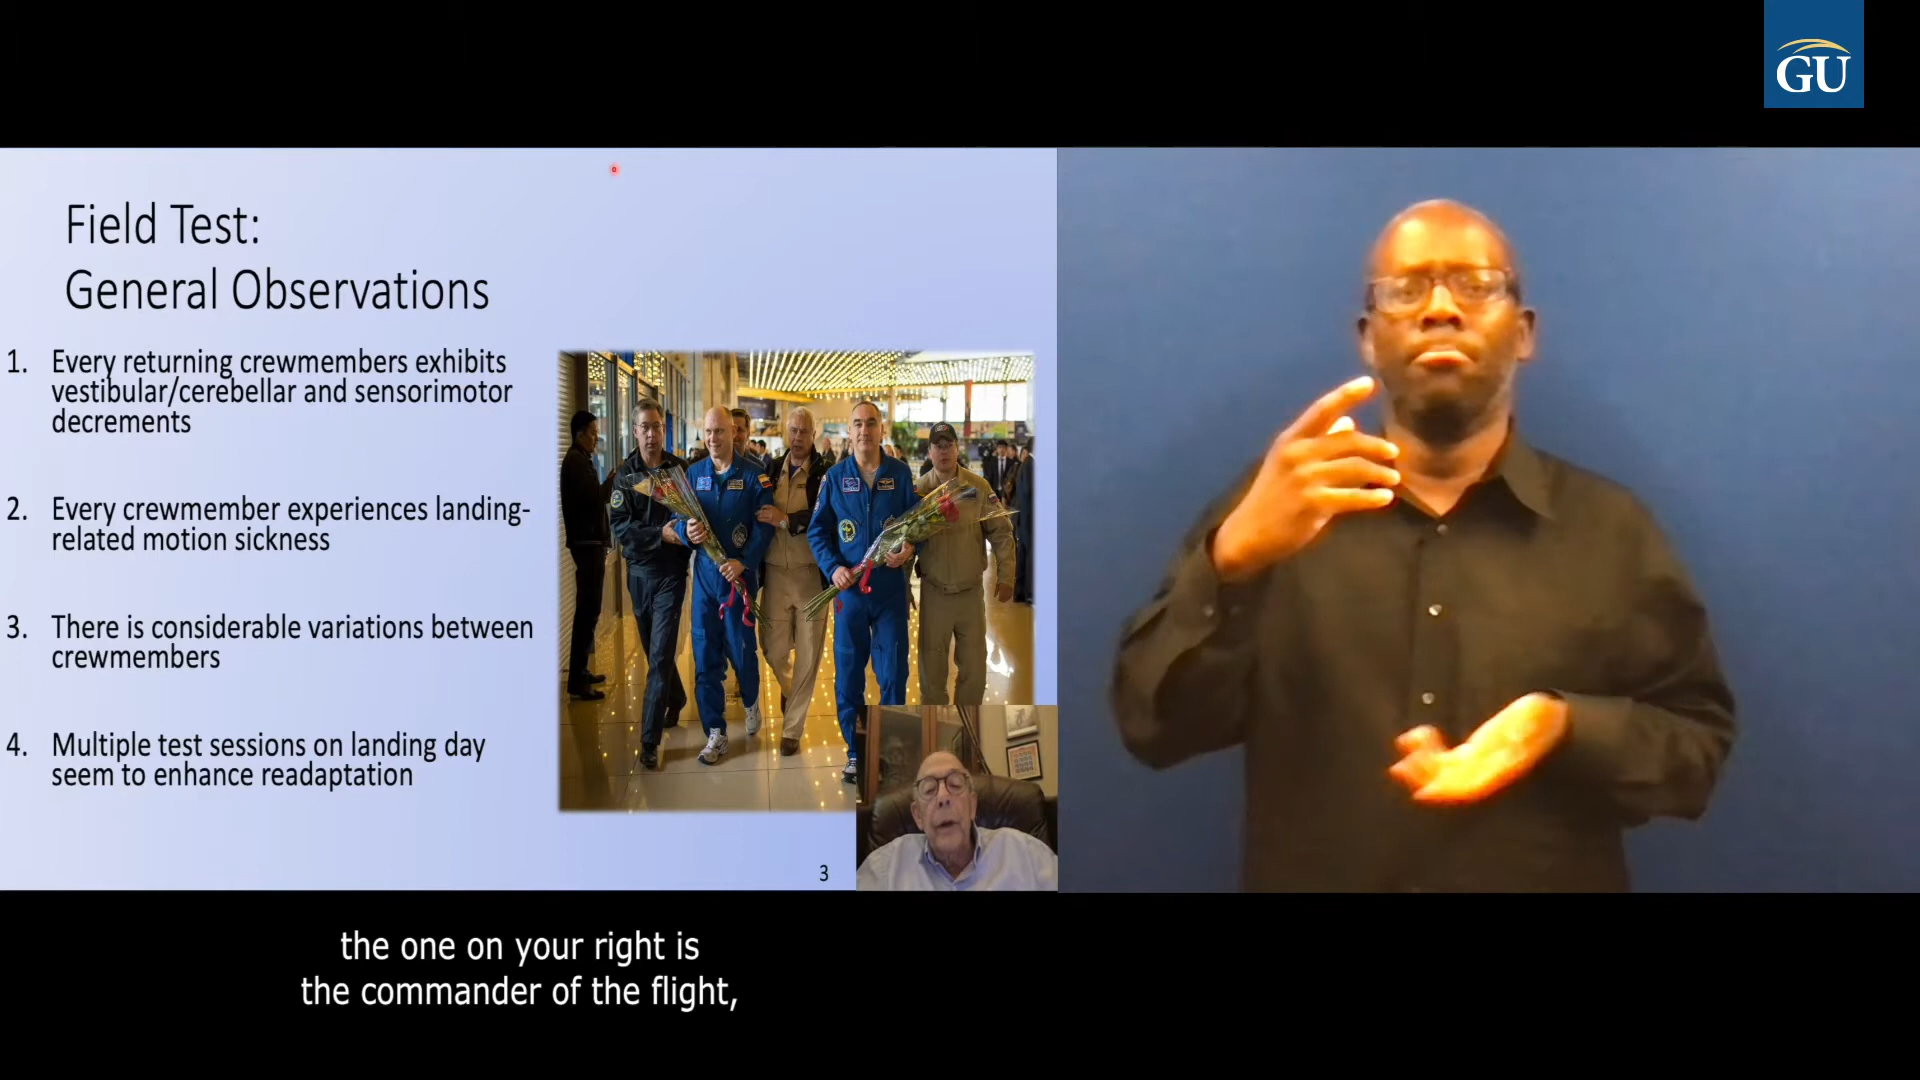 GU
Field Test:
General Observations
1. Every returning crewmembers exhibits
vestibular/cerebellar and sensorimotor
decrements
2. Every crewmember experiences landing-
related motion sickness
3. There is considerable variations between
crewmembers
4. Multiple test sessions on landing day
seem to enhance readaptation
3
the one on your right is
the commander of the flight,